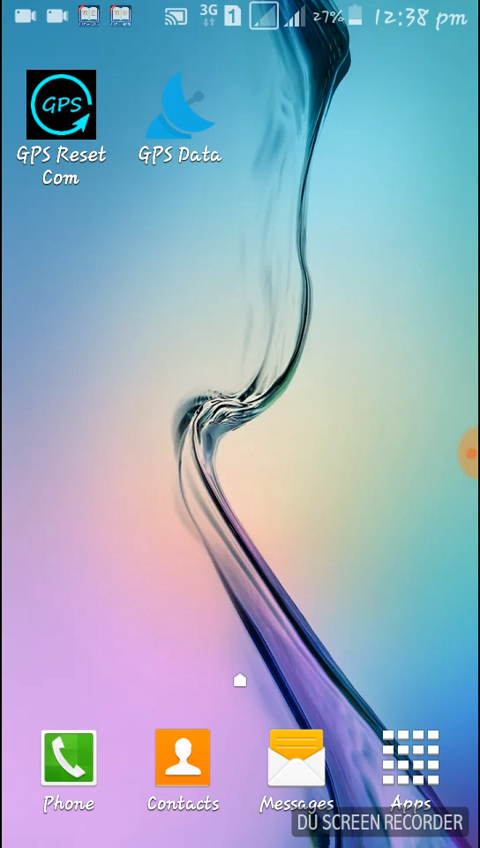 3G 1 27% 12:38 pm
GPS
GPS Reset
Com
GPS Data
Phone
Contacts
Messages
Apps
DU SCREEN RECORDER